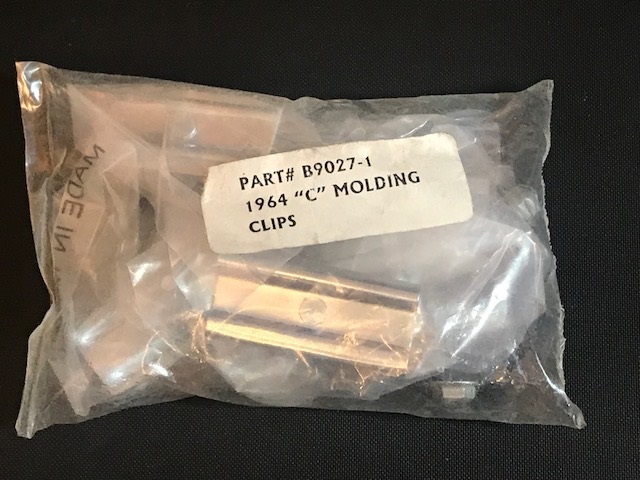 PART# B9027-1
1964 "C" MOLDING
CLIPS
MADE IN